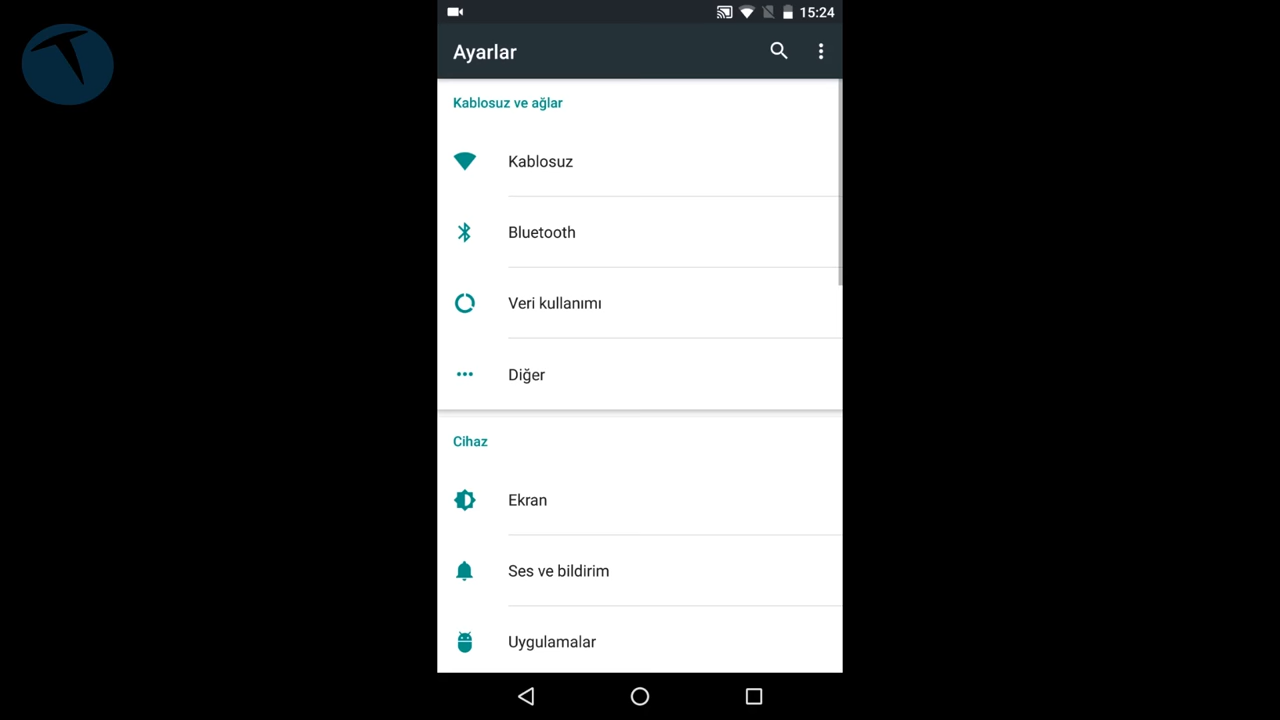 15:24
Ayarlar
Kablosuz ve ağlar
Kablosuz
Bluetooth
Veri kullanımı
Diğer
Cihaz
Ekran
Ses ve bildirim
Uygulamalar